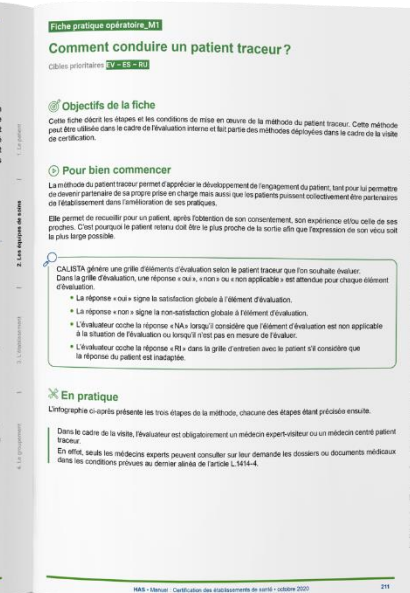 Fiche pratique opératoire_M1
Comment conduire un patient traceur ?
Cibles prioritaires EV – ES – RU
Objectifs de la fiche
Cette fiche décrit les étapes et les conditions de mise en œuvre de la méthode du patient traceur. Cette méthode
peut être utilisée dans le cadre de l'évaluation interne et fait partie des méthodes déployées dans le cadre de la visite
de certification.
Pour bien commencer
La méthode du patient traceur permet d'apprécier le développement de l'engagement du patient, tant pour lui permettre
de devenir partenaire de sa propre prise en charge mais aussi que les patients puissent collectivement être partenaires
de l'établissement dans l'amélioration de ses pratiques.
Elle permet de recueillir pour un patient, après l'obtention de son consentement, son expérience et/ou celle de ses
proches. C'est pourquoi le patient retenu doit être le plus proche de la sortie afin que l'expression de son vécu soit
la plus large possible.
CALISTA génère une grille d'éléments d'évaluation selon le patient traceur que l'on souhaite évaluer.
Dans la grille d'évaluation, une réponse « oui », « non » ou « non applicable » est attendue pour chaque élément
d'évaluation.
• La réponse « oui » signe la satisfaction globale à l'élément d'évaluation.
• La réponse « non » signe la non-satisfaction globale à l'élément d'évaluation.
• L'évaluateur coche la réponse « NA » lorsqu'il considère que l'élément d'évaluation est non applicable
à la situation de l'évaluation ou lorsqu'il n'est pas en mesure de l'évaluer.
• L'évaluateur coche la réponse « RI » dans la grille d'entretien avec le patient s'il considère que
la réponse du patient est inadaptée.
En pratique
L'infographie ci-après présente les trois étapes de la méthode, chacune des étapes étant précisée ensuite.
Dans le cadre de la visite, l'évaluateur est obligatoirement un médecin expert-visiteur ou un médecin centré patient
traceur.
En effet, seuls les médecins experts peuvent consulter sur leur demande les dossiers ou documents médicaux
dans les conditions prévues au dernier alinéa de l'article L.1414-4.
1. Le patient
2. Les équipes de soins
3. L'établissement
HAS • Manuel : Certification des établissements de santé • octobre 2020
211